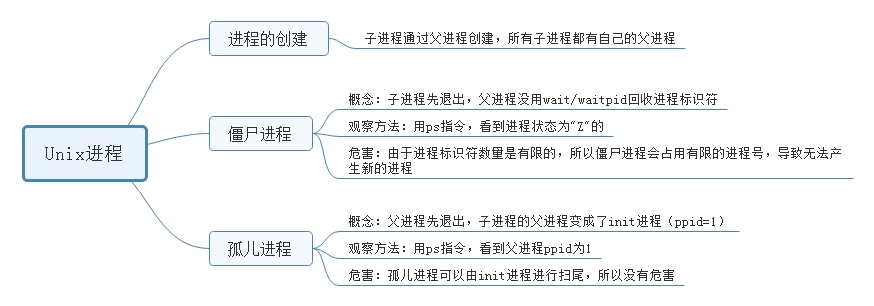 Unix进程
进程的创建
子进程通过父进程创建，所有子进程都有自己的父进程
僵尸进程
概念：子进程先退出，父进程没用wait/waitpid回收进程标识符
观察方法：用ps指令，看到进程状态为"Z"的
危害：由于进程标识符数量是有限的，所以僵尸进程会占用有限的进程号，导致无法产
生新的进程
孤儿进程
概念：父进程先退出，子进程的父进程变成了init进程（ppid=1）
观察方法：用ps指令，看到父进程ppid为1
危害：孤儿进程可以由init进程进行扫尾，所以没有危害